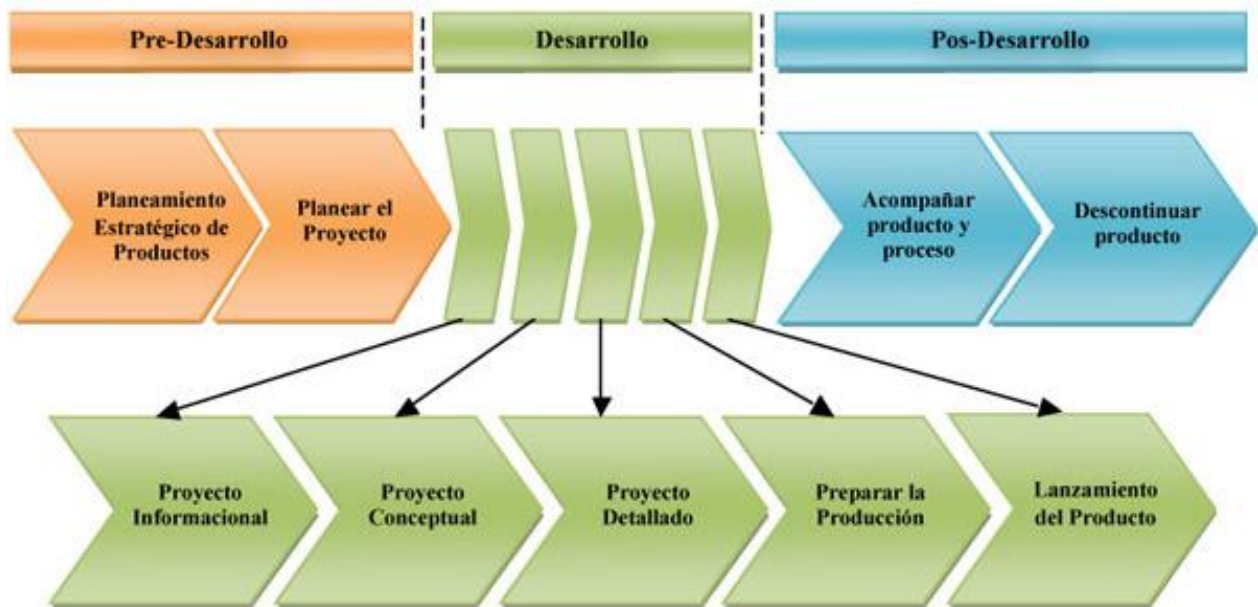 Pre-Desarrollo
Desarrollo
Pos-Desarrollo
Planeamiento
Estratégico de
Productos
Planear el
Proyecto
Acompañar
producto y
proceso
Descontinuar
producto
Proyecto
Informacional
Proyecto
Conceptual
Proyecto
Detallado
Preparar la
Producción
Lanzamiento
del Producto